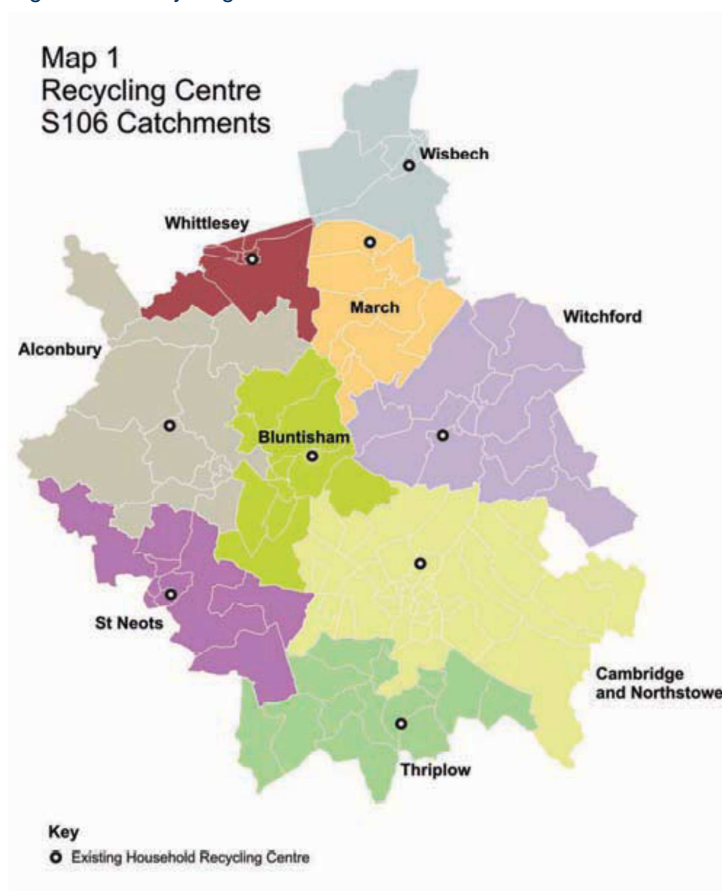 Map 1
Recycling Centre
S106 Catchments
Wisbech
Whittlesey
March
Witchford
Alconbury
Bluntisham
St Neots
Cambridge
and Northstowe
Thriplow
Key
Existing Household Recycling Centre